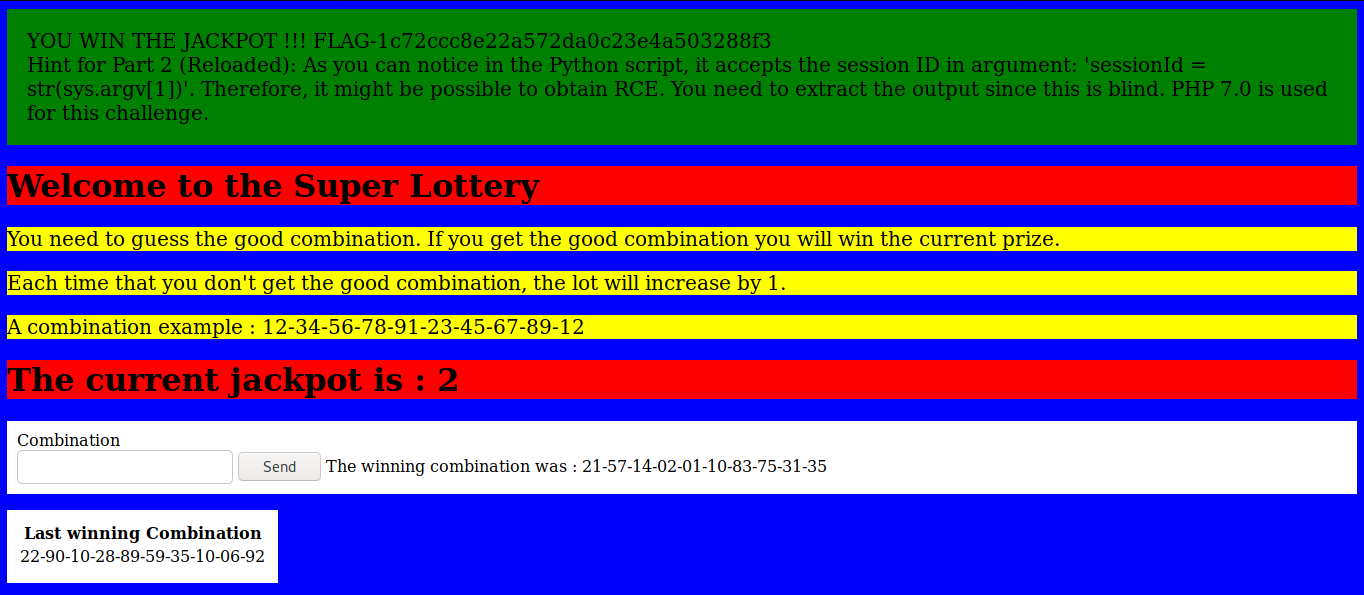 YOU WIN THE JACKPOT !!! FLAG-1c72ccc8e22a572da0c23e4a503288f3
Hint for Part 2 (Reloaded): As you can notice in the Python script, it accepts the session ID in argument: 'sessionId =
str(sys.argv[1])'. Therefore, it might be possible to obtain RCE. You need to extract the output since this is blind. PHP 7.0 is used
for this challenge.
Welcome to the Super Lottery
You need to guess the good combination. If you get the good combination you will win the current prize.
Each time that you don't get the good combination, the lot will increase by 1.
A combination example : 12-34-56-78-91-23-45-67-89-12
The current jackpot is : 2
Combination
Send The winning combination was : 21-57-14-02-01-10-83-75-31-35
Last winning Combination
22-90-10-28-89-59-35-10-06-92